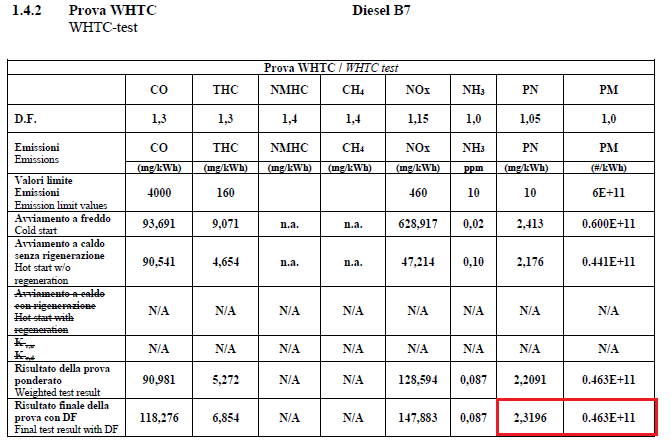 1.4.2 Prova WHTC Diesel B7
WHTC-test
Prova WHTC / WHTC test
CO THC NMHC CH4 NOx NH3 PN PM
D.F. 1,3 1,3 1,4 1,4 1,15 1,0 1,05 1,0
Emissioni CO THC NMHC CH4 NOx NH3 PN PM
Emissions
(mg/kWh) (mg/kWh) (mg/kWh) (mg/kWh) (mg/kWh) ppm (mg/kWh) (#/kWh)
Valori limite
Emissioni 4000 160 460 10 10 6E+11
Emission limit values
Avviamento a freddo 93,691 9,071 n.a. n.a. 628,917 0,02 2,413 0.600E+11
Cold start
Avviamento a caldo
senza rigenerazione 90,541 4,654 n.a. n.a. 47,214 0,10 2,176 0.441E+11
Hot start w/o
regeneration
Avviamento a caldo
con rigenerazione N/A N/A N/A N/A N/A N/A N/A N/A
Hot start with
regeneration
N/A N/A N/A N/A N/A N/A N/A N/A
Risultato della prova
ponderato 90,981 5,272 N/A N/A 128,594 0,087 2,2091 0.463E+11
Weighted test result
Risultato finale della
prova con DF 118,276 6,854 N/A N/A 147,883 0,087 2,3196 0.463E+11
Final test result with DF